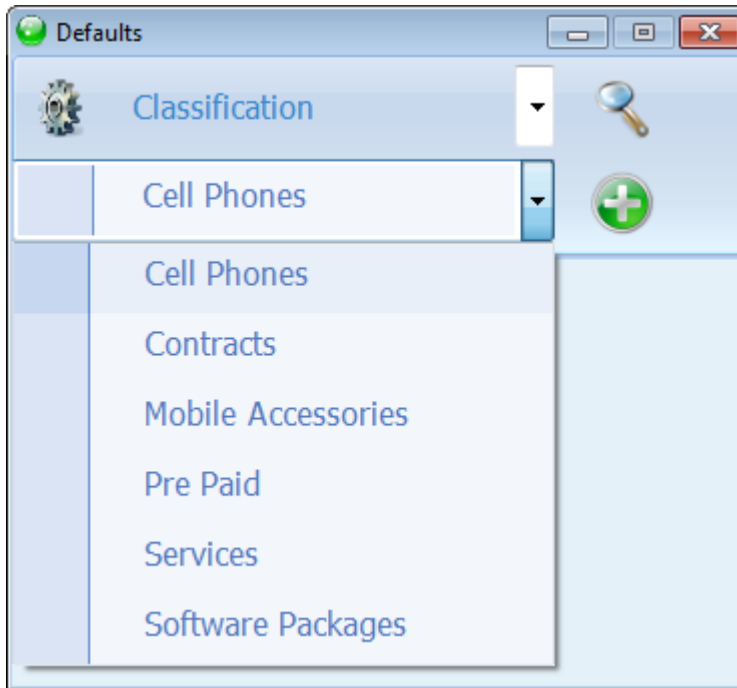 Defaults
Classification
Cell Phones
Cell Phones
Contracts
Mobile Accessories
Pre Paid
Services
Software Packages